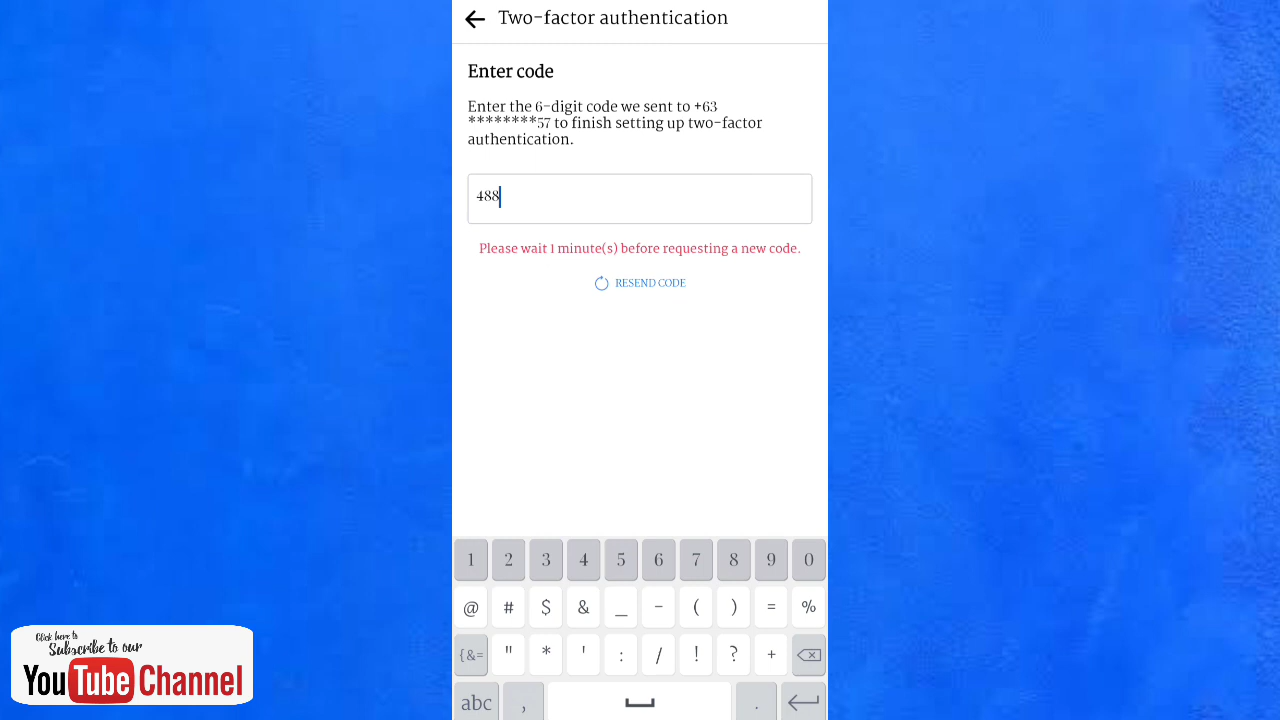 Two-factor authentication
Enter code
Enter the 6-digit code we sent to +63
********57 to finish setting up two-factor
authentication.
488
Please wait 1 minute(s) before requesting a new code.
RESEND CODE
1 2 3 4 5 6 7 8 9 0
@ # $ & _ - ( ) = %
{&= " * ' : / ! ? +
abc , .
Click here to
Subscribe to our
YouTube Channel